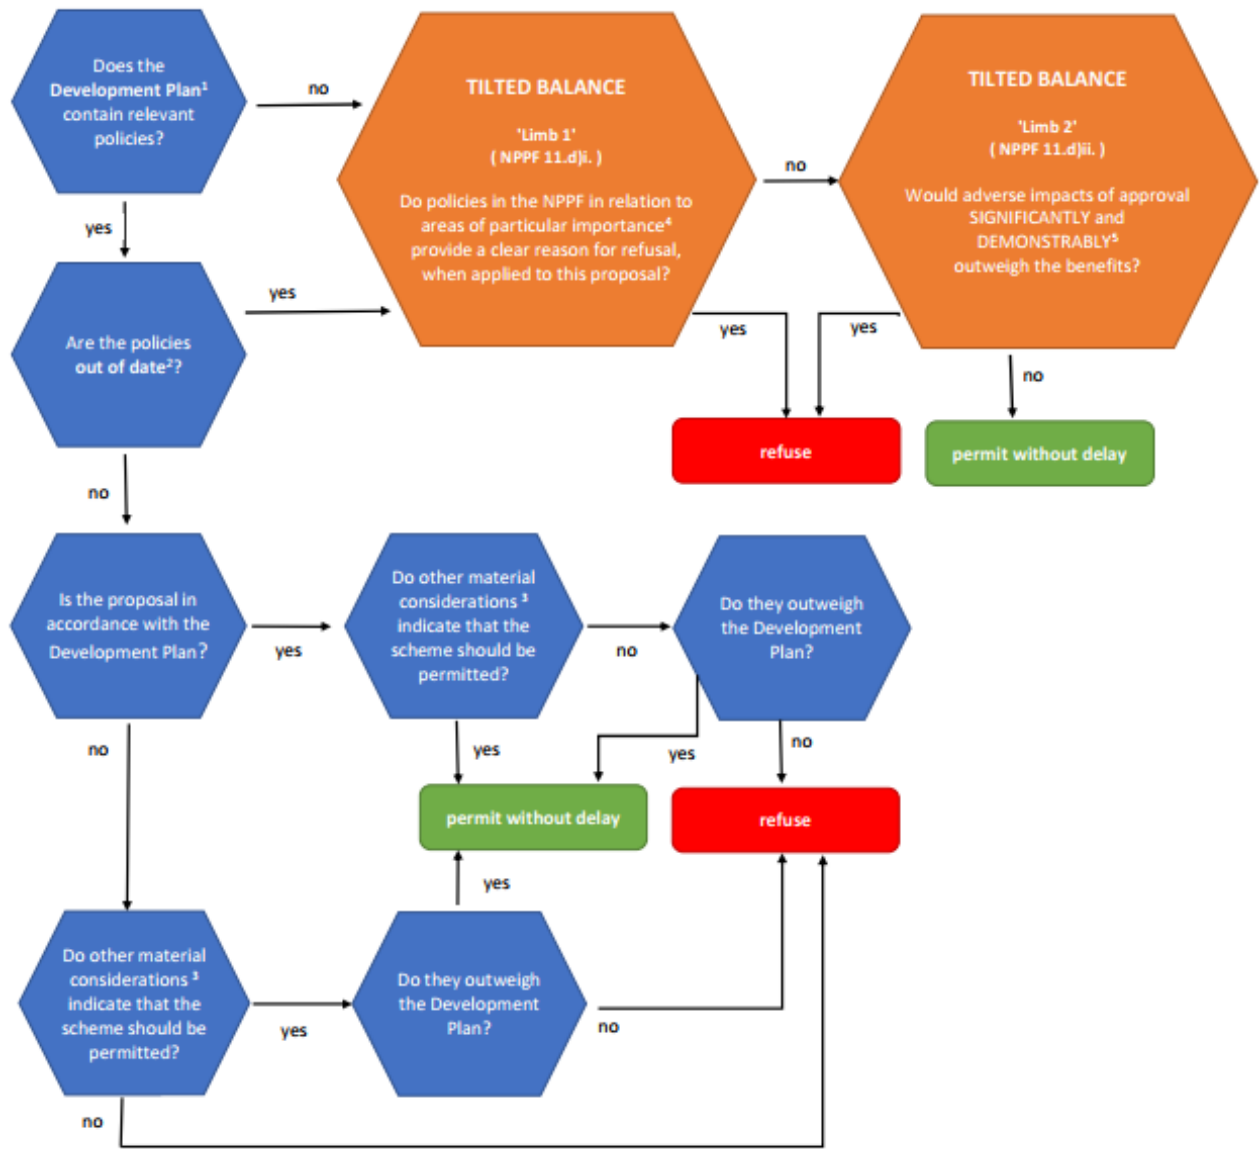 Does the
Development Plan¹
contain relevant
policies?
no
TILTED BALANCE
'Limb 1'
( NPPF 11.d)i. )
Do policies in the NPPF in relation to
areas of particular importance⁴
provide a clear reason for refusal,
when applied to this proposal?
no
TILTED BALANCE
'Limb 2'
( NPPF 11.d)ii. )
Would adverse impacts of approval
SIGNIFICANTLY and
DEMONSTRABLY⁵
outweigh the benefits?
yes
Are the policies
out of date²?
yes
yes
yes
no
refuse
permit without delay
no
Is the proposal in
accordance with the
Development Plan?
yes
Do other material
considerations ³
indicate that the
scheme should be
permitted?
no
Do they outweigh
the Development
Plan?
no
yes
yes
no
permit without delay
refuse
yes
Do other material
considerations ³
indicate that the
scheme should be
permitted?
yes
Do they outweigh
the Development
Plan?
no
no